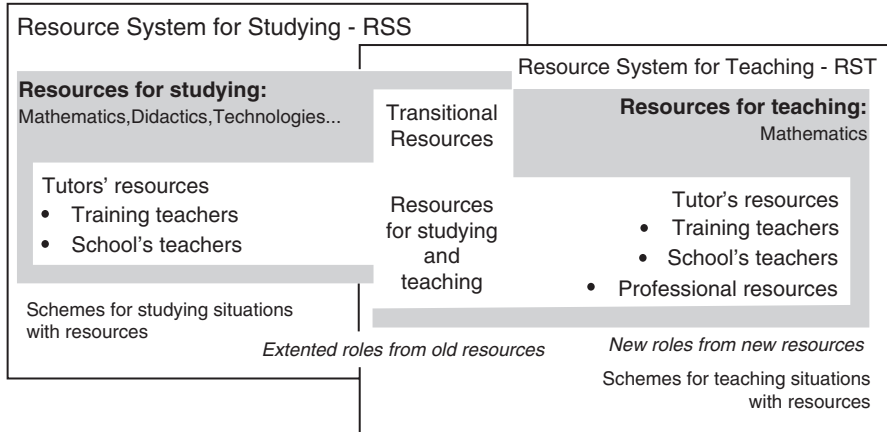 Resource System for Studying - RSS
Resource System for Teaching - RST
Resources for studying:
Mathematics,Didactics,Technologies...
Transitional
Resources
Resources for teaching:
Mathematics
Tutors' resources
• Training teachers
• School's teachers
Resources
for studying
and
teaching
Tutor's resources
• Training teachers
• School's teachers
• Professional resources
Schemes for studying situations
with resources
Extented roles from old resources
New roles from new resources
Schemes for teaching situations
with resources